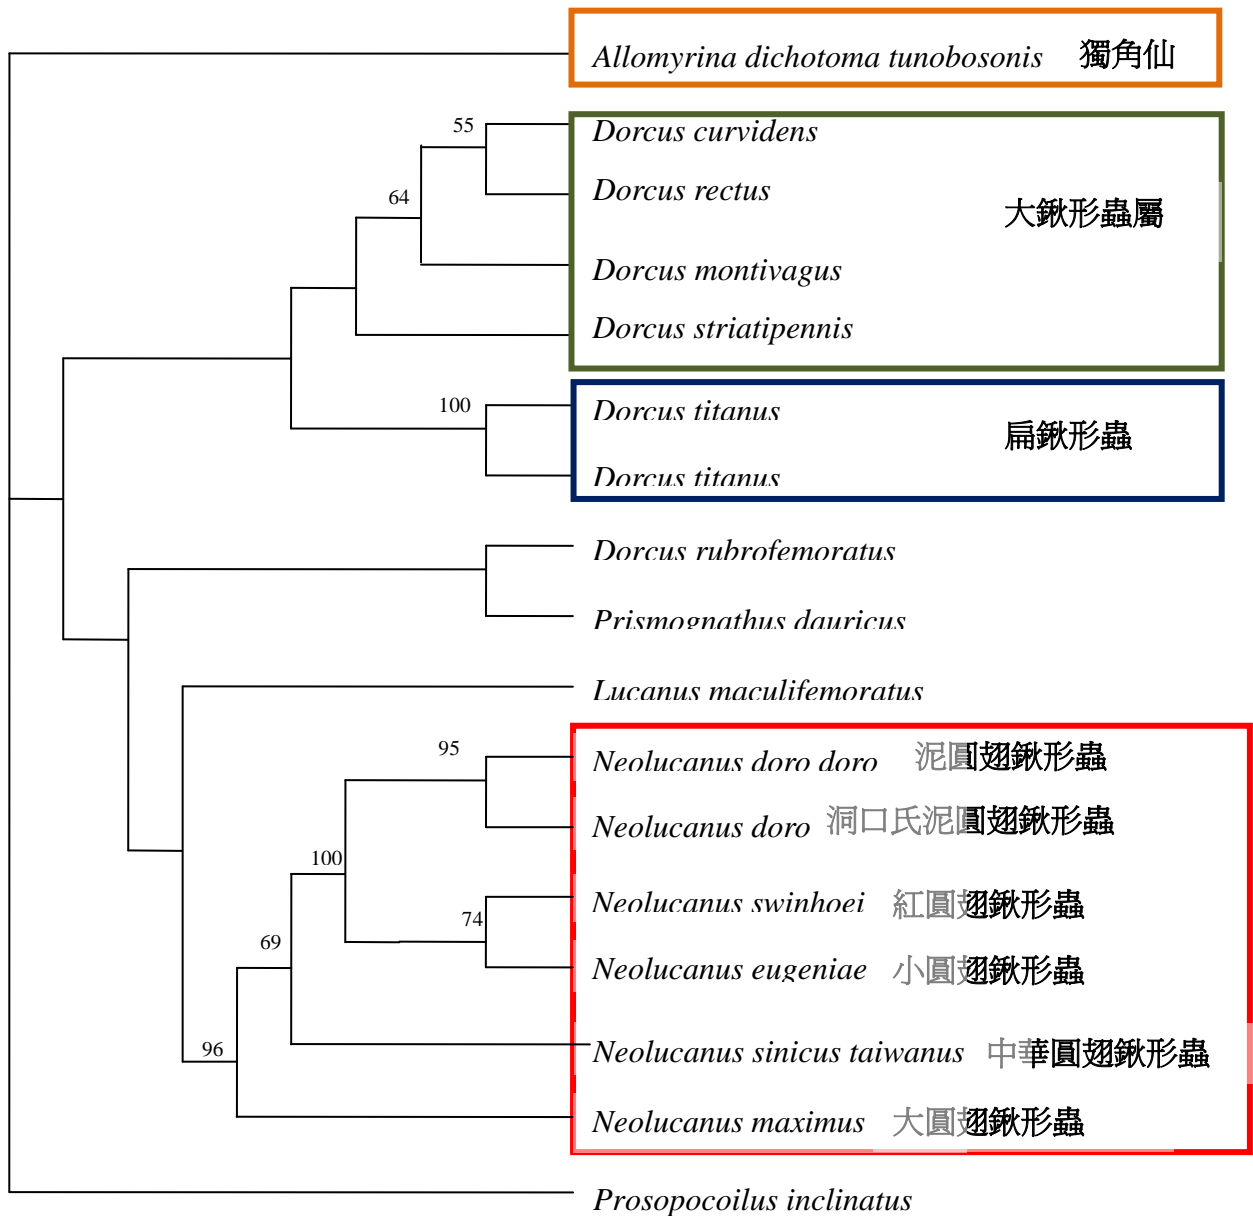 Allomyrina dichotoma tunobosonis 獨角仙
55
Dorcus curvidens
64
Dorcus rectus
大鍬形蟲屬
Dorcus montivagus
Dorcus striatipennis
100
Dorcus titanus
扁鍬形蟲
Dorcus titanus
Dorcus rubrofemoratus
Prismognathus dauricus
Lucanus maculifemoratus
95
Neolucanus doro doro 泥圓翅鍬形蟲
Neolucanus doro 洞口氏泥圓翅鍬形蟲
100
Neolucanus swinhoei 紅圓翅鍬形蟲
74
69
Neolucanus eugeniae 小圓翅鍬形蟲
96
Neolucanus sinicus taiwanus 中華圓翅鍬形蟲
Neolucanus maximus 大圓翅鍬形蟲
Prosopocoilus inclinatus